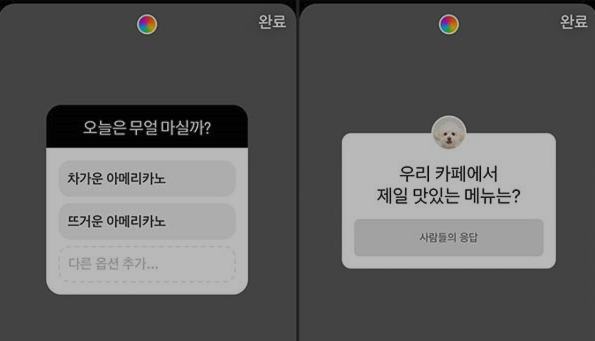 완료
오늘은 무얼 마실까?
차가운 아메리카노
뜨거운 아메리카노
다른 옵션 추가...
완료
우리 카페에서
제일 맛있는 메뉴는?
사람들의 응답